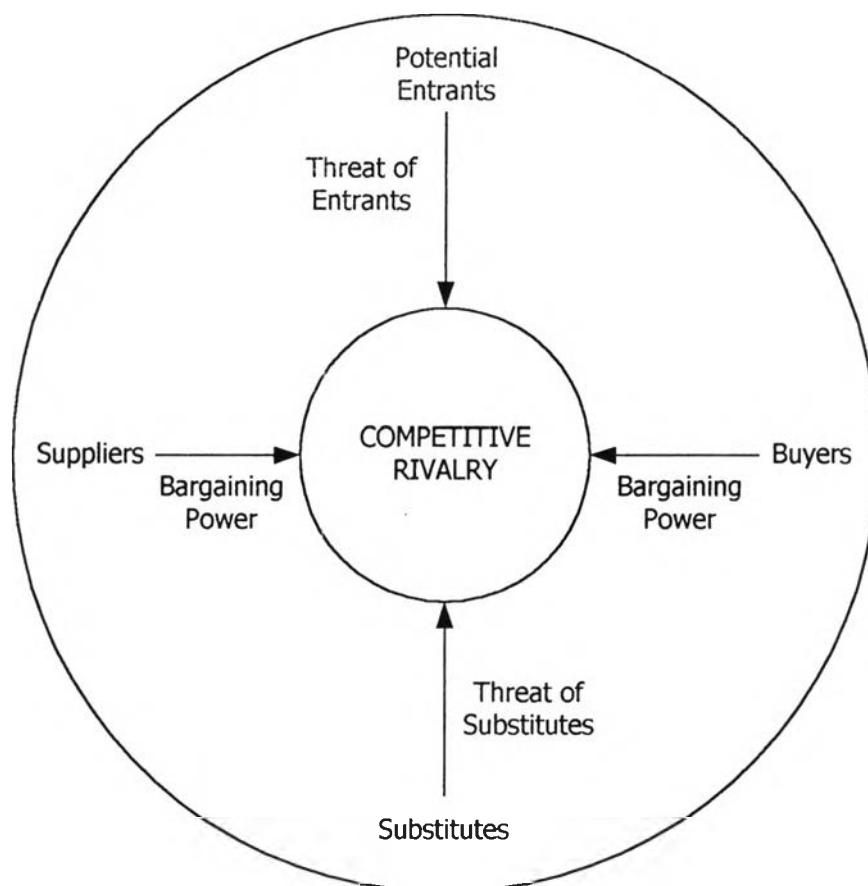 Potential
Entrants
Threat of
Entrants
Suppliers
Bargaining
Power
COMPETITIVE
RIVALRY
Buyers
Bargaining
Power
Threat of
Substitutes
Substitutes